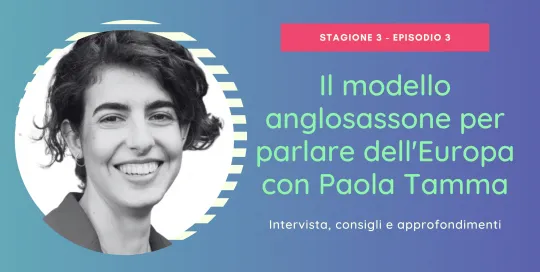 STAGIONE 3 - EPISODIO 3
Il modello
anglosassone per
parlare dell'Europa
con Paola Tamma
Intervista, consigli e approfondimenti